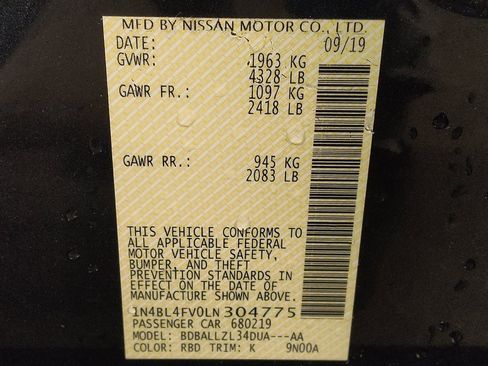 MFD BY NISSAN MOTOR CO., LTD.
DATE: 09/19
GVWR: 1963 KG
4328 LB
GAWR FR.: 1097 KG
2418 LB
GAWR RR.: 945 KG
2083 LB
THIS VEHICLE CONFORMS TO
ALL APPLICABLE FEDERAL
MOTOR VEHICLE SAFETY,
BUMPER, AND THEFT
PREVENTION STANDARDS IN
EFFECT ON THE DATE OF
MANUFACTURE SHOWN ABOVE.
1N4BL4FV0LN304775
PASSENGER CAR 680219
MODEL: BDBALLZL34DUA---AA
COLOR: RBD TRIM: K 9N00A